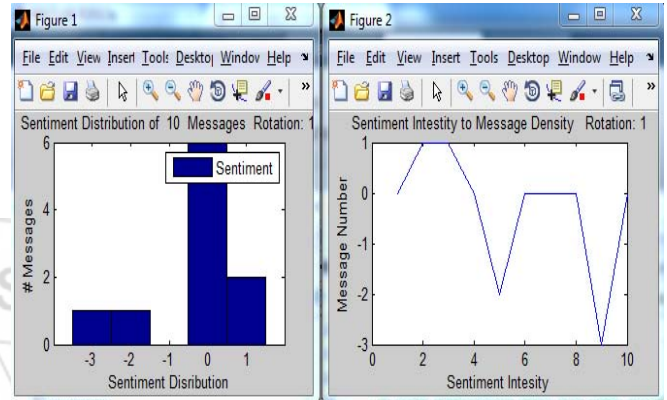 Figure 1
File Edit View Insert Tools Desktop Window Help
Sentiment Distribution of 10 Messages Rotation: 1
Sentiment
# Messages
6
4
2
0
-3 -2 -1 0 1
Sentiment Disribution
Figure 2
File Edit View Insert Tools Desktop Window Help
Sentiment Intestity to Message Density Rotation: 1
Message Number
1
0
-1
-2
-3
0 2 4 6 8 10
Sentiment Intesity